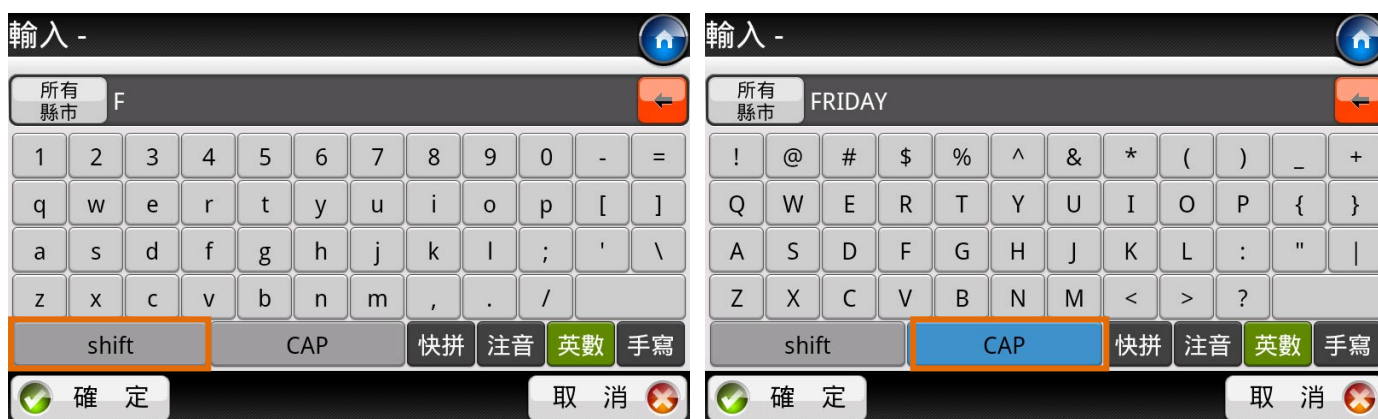 輸入 -
所有
縣市
F
1 2 3 4 5 6 7 8 9 0 - =
q w e r t y u i o p [ ]
a s d f g h j k l ; ' \
z x c v b n m , . /
shift CAP 快拼 注音 英數 手寫
確 定 取 消
輸入 -
所有
縣市
FRIDAY
! @ # $ % ^ & * ( ) _ +
Q W E R T Y U I O P { }
A S D F G H J K L : " |
Z X C V B N M < > ?
shift CAP 快拼 注音 英數 手寫
確 定 取 消